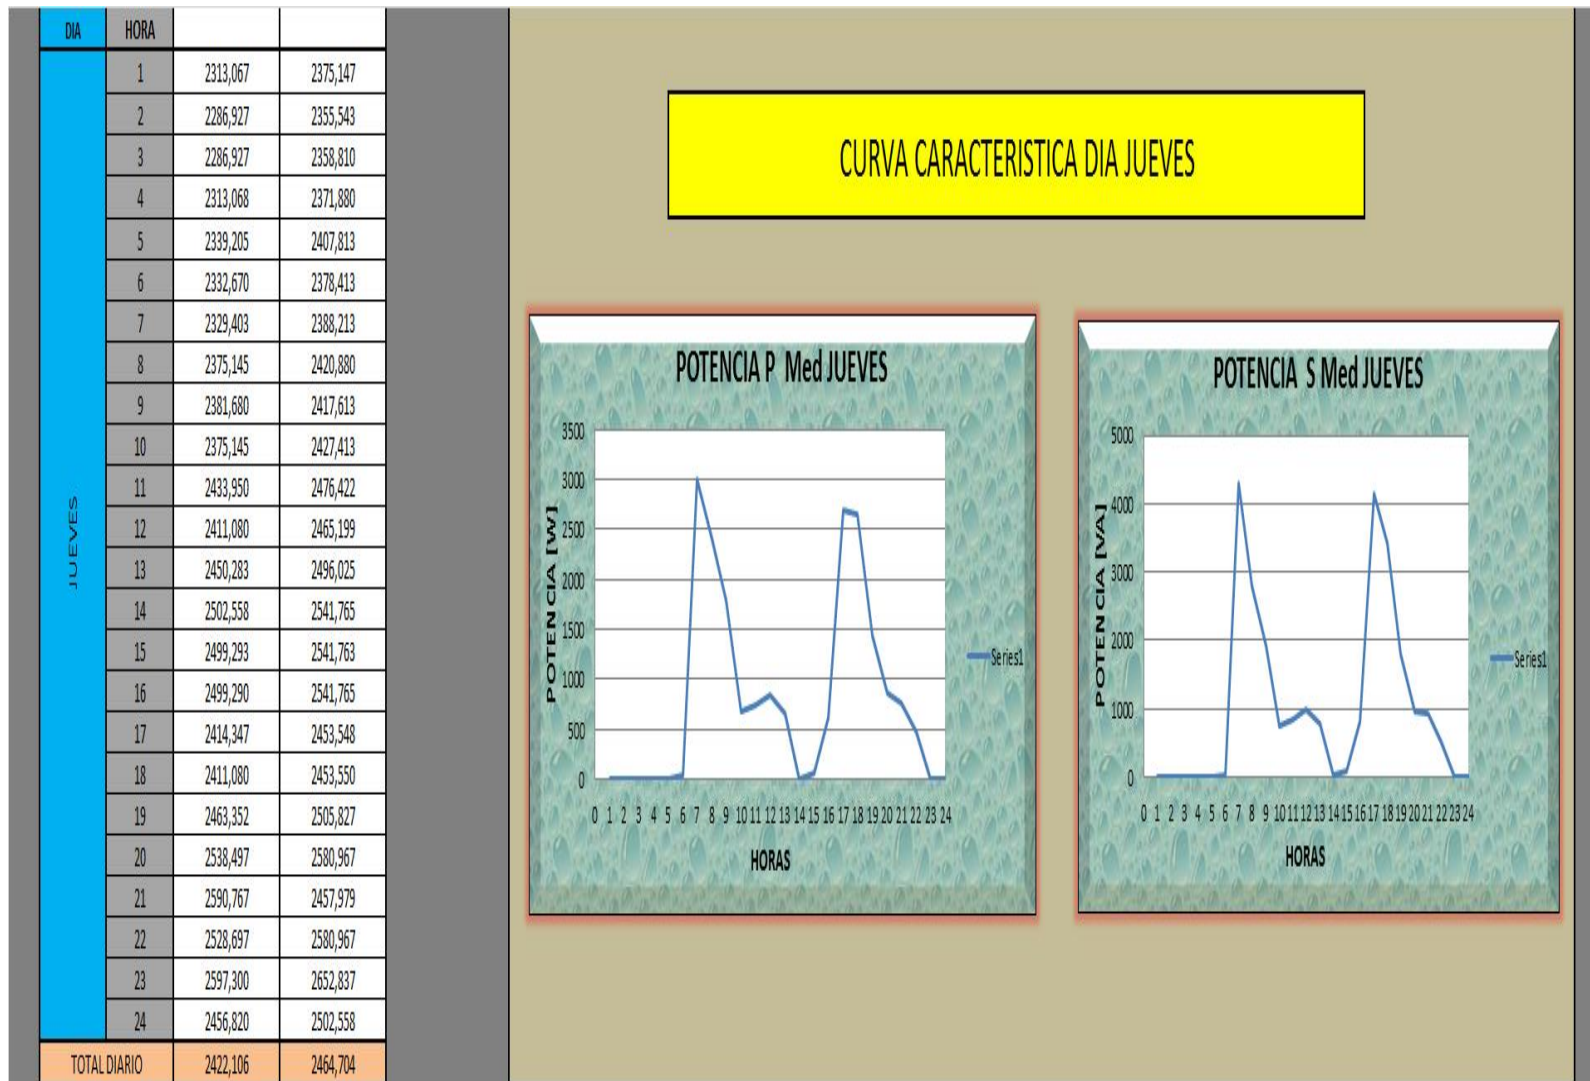 DIA HORA
1 2313,067 2375,147
2 2286,927 2355,543
3 2286,927 2358,810
4 2313,068 2371,880
5 2339,205 2407,813
6 2332,670 2378,413
7 2329,403 2388,213
8 2375,145 2420,880
9 2381,680 2417,613
10 2375,145 2427,413
11 2433,950 2476,422
12 2411,080 2465,199
13 2450,283 2496,025
14 2502,558 2541,765
15 2499,293 2541,763
16 2499,290 2541,765
17 2414,347 2453,548
18 2411,080 2453,550
19 2463,352 2505,827
20 2538,497 2580,967
21 2590,767 2457,979
22 2528,697 2580,967
23 2597,300 2652,837
24 2456,820 2502,558
JUEVES
TOTAL DIARIO 2422,106 2464,704
CURVA CARACTERISTICA DIA JUEVES
POTENCIA P Med JUEVES
POTENCIA [W]
3500
3000
2500
2000
1500
1000
500
0
0 1 2 3 4 5 6 7 8 9 10 11 12 13 14 15 16 17 18 19 20 21 22 23 24
HORAS
Series1
POTENCIA S Med JUEVES
POTENCIA [VA]
5000
4000
3000
2000
1000
0
0 1 2 3 4 5 6 7 8 9 10 11 12 13 14 15 16 17 18 19 20 21 22 23 24
HORAS
Series1